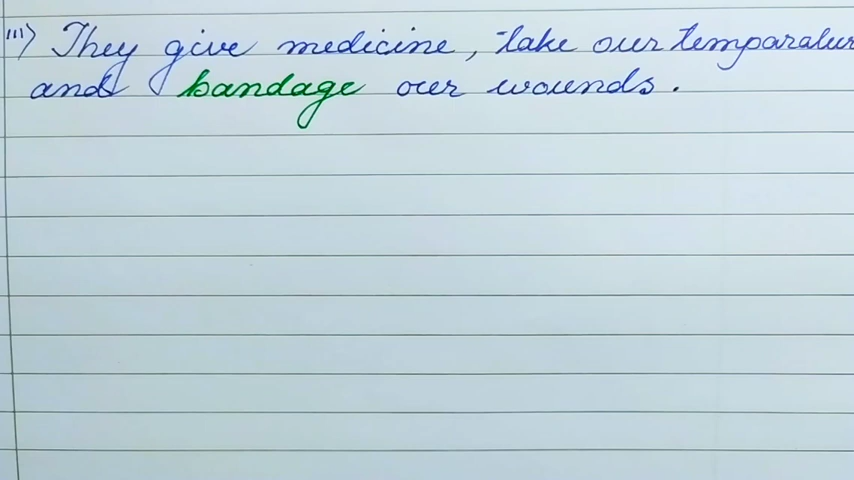 iii) They give medicine, take our temparatur
and bandage our wounds.